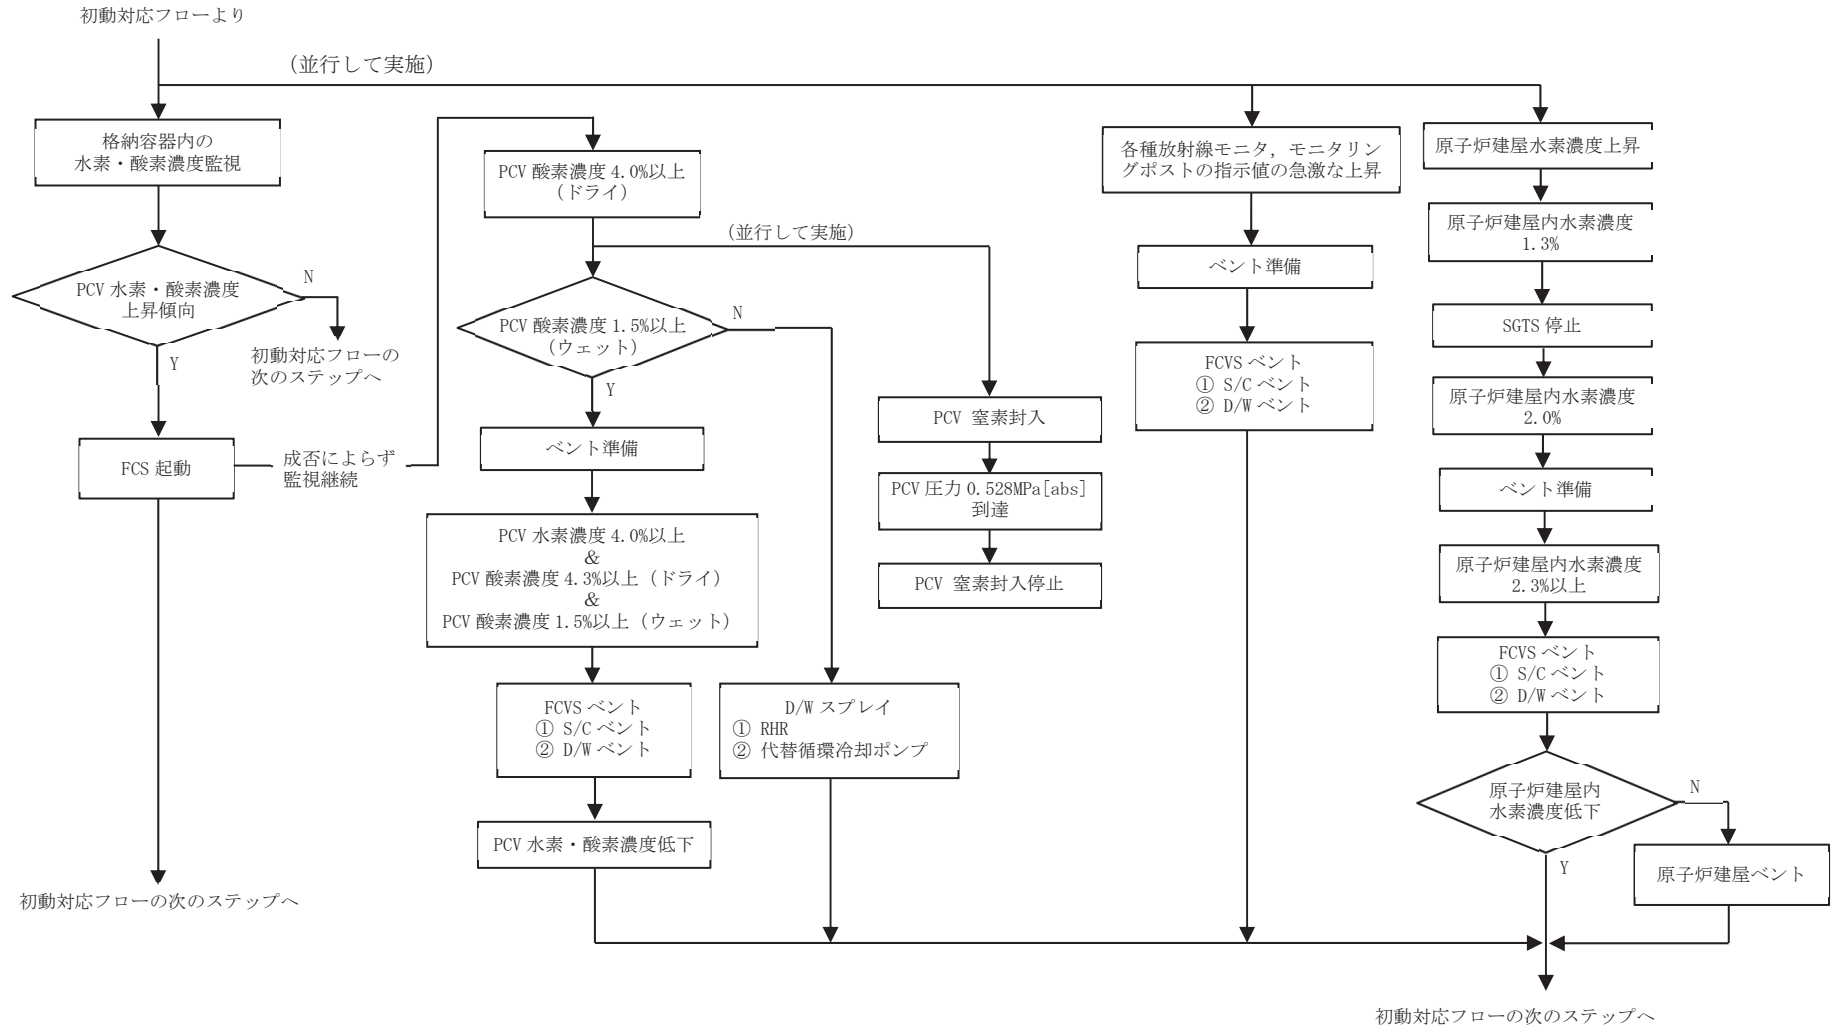 初動対応フローより
（並行して実施）
格納容器内の
水素・酸素濃度監視
PCV 水素・酸素濃度
上昇傾向
N
初動対応フローの
次のステップへ
Y
FCS 起動
成否によらず
監視継続
初動対応フローの次のステップへ
PCV 酸素濃度 4.0%以上
（ドライ）
（並行して実施）
PCV 酸素濃度 1.5%以上
（ウェット）
N
Y
ベント準備
PCV 水素濃度 4.0%以上
&
PCV 酸素濃度 4.3%以上（ドライ）
&
PCV 酸素濃度 1.5%以上（ウェット）
FCVS ベント
① S/C ベント
② D/W ベント
PCV 水素・酸素濃度低下
D/W スプレイ
① RHR
② 代替循環冷却ポンプ
PCV 窒素封入
PCV 圧力 0.528MPa[abs]
到達
PCV 窒素封入停止
各種放射線モニタ，モニタリン
グポストの指示値の急激な上昇
ベント準備
FCVS ベント
① S/C ベント
② D/W ベント
原子炉建屋水素濃度上昇
原子炉建屋内水素濃度
1.3%
SGTS 停止
原子炉建屋内水素濃度
2.0%
ベント準備
原子炉建屋内水素濃度
2.3%以上
FCVS ベント
① S/C ベント
② D/W ベント
原子炉建屋内
水素濃度低下
N
Y
原子炉建屋ベント
初動対応フローの次のステップへ